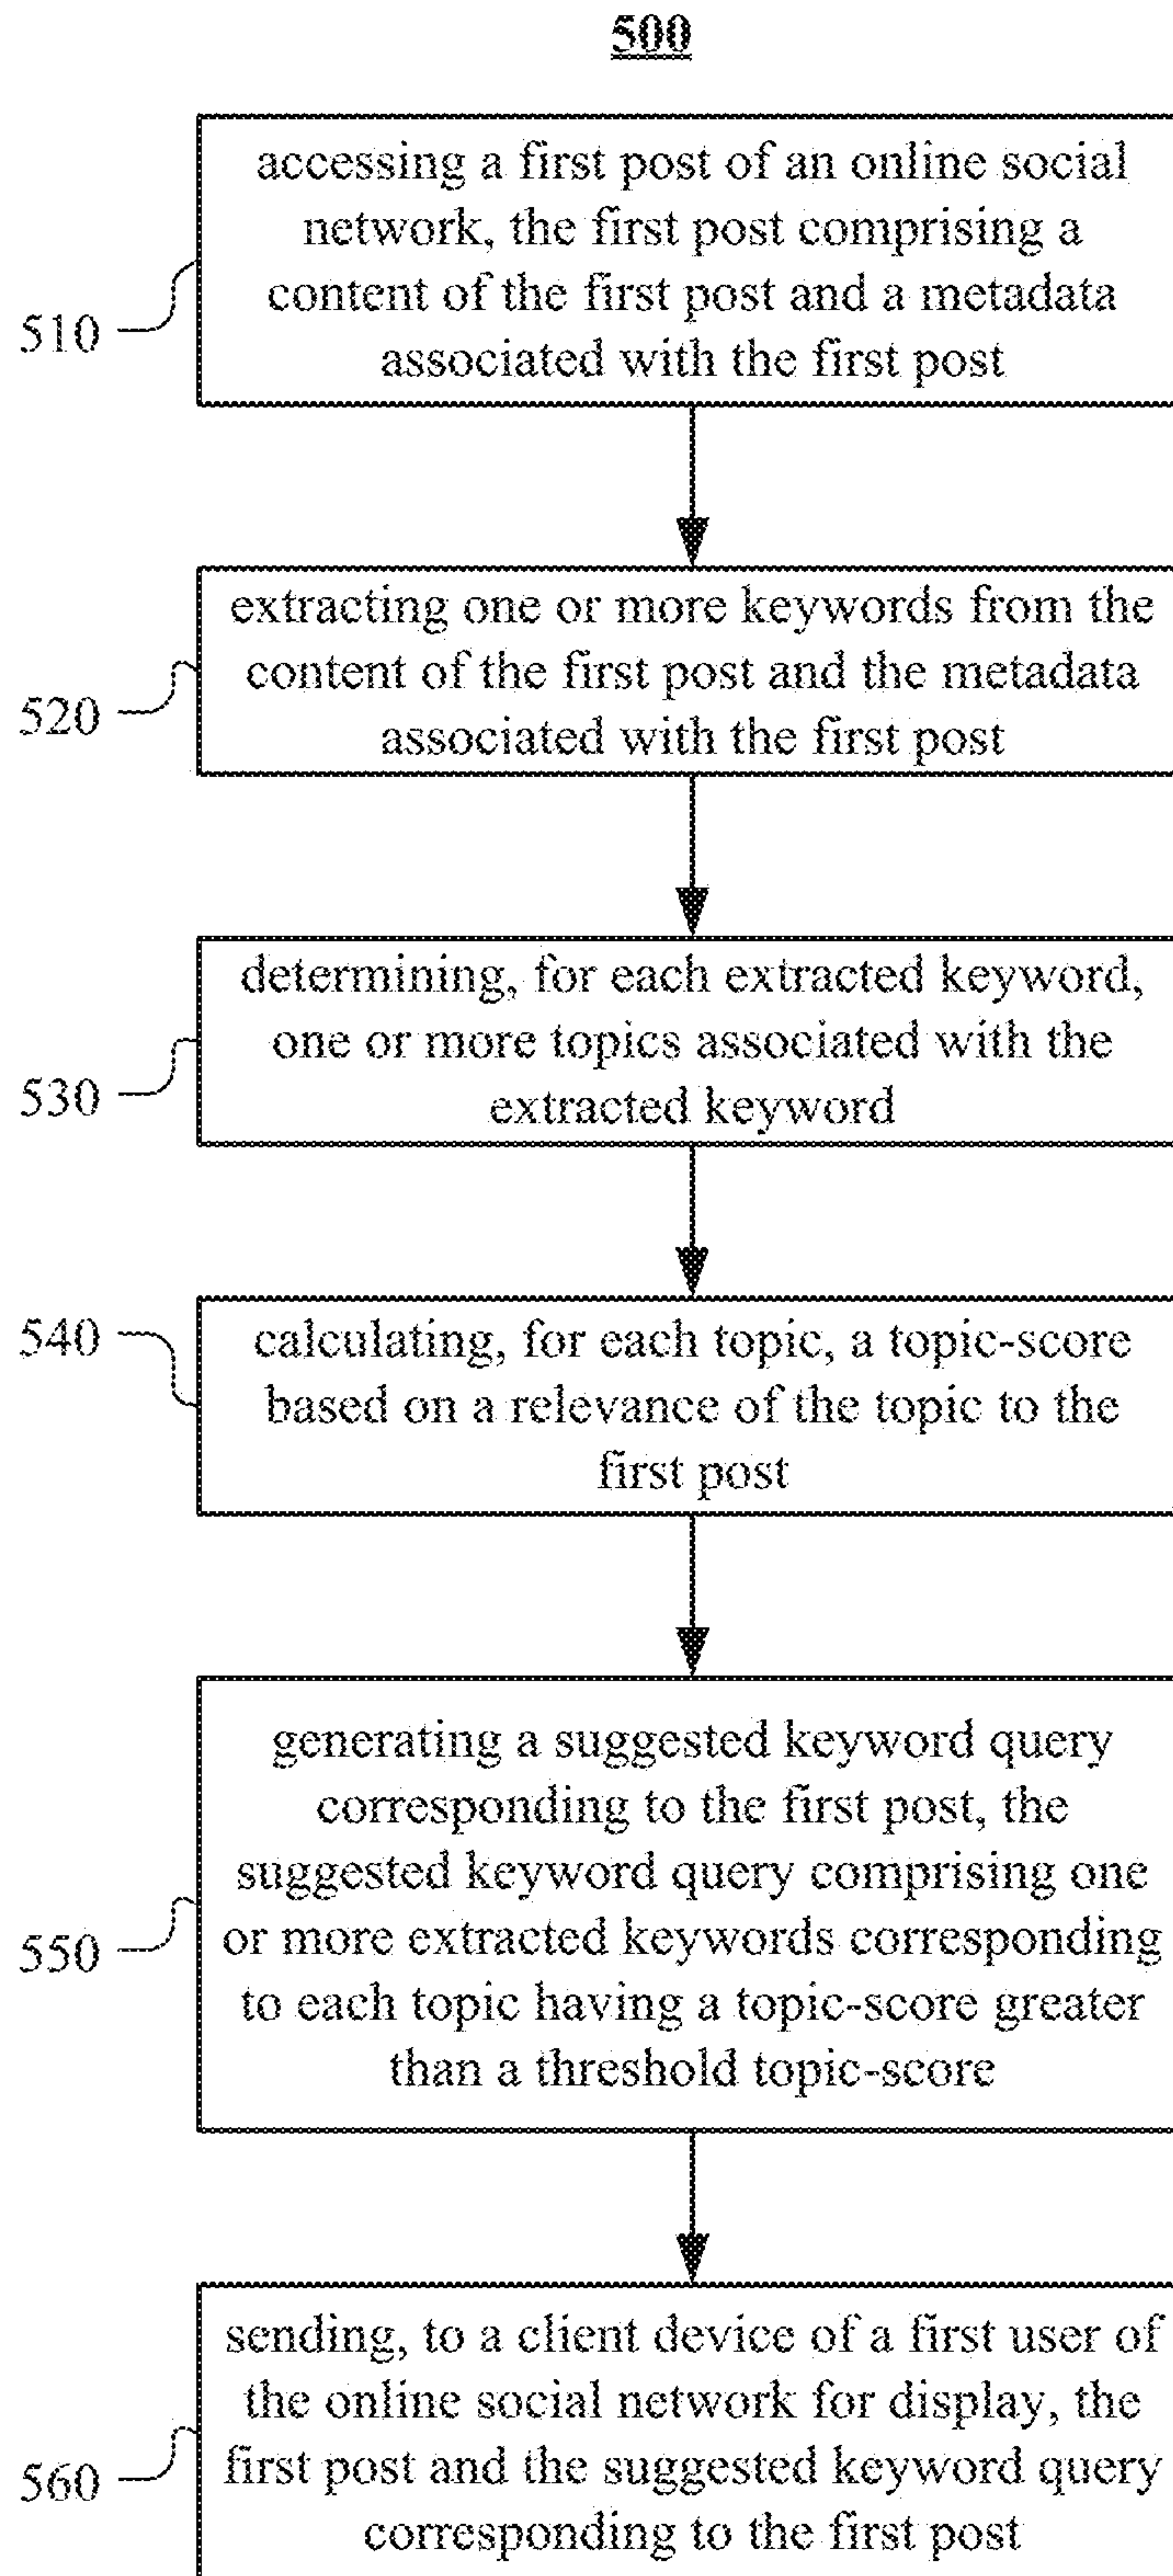 500
accessing a first post of an online social
network, the first post comprising a
content of the first post and a metadata
associated with the first post
510
extracting one or more keywords from the
content of the first post and the metadata
associated with the first post
520
determining, for each extracted keyword,
one or more topics associated with the
extracted keyword
530
calculating, for each topic, a topic-score
based on a relevance of the topic to the
first post
540
generating a suggested keyword query
corresponding to the first post, the
suggested keyword query comprising one
or more extracted keywords corresponding
to each topic having a topic-score greater
than a threshold topic-score
550
sending, to a client device of a first user of
the online social network for display, the
first post and the suggested keyword query
corresponding to the first post
560